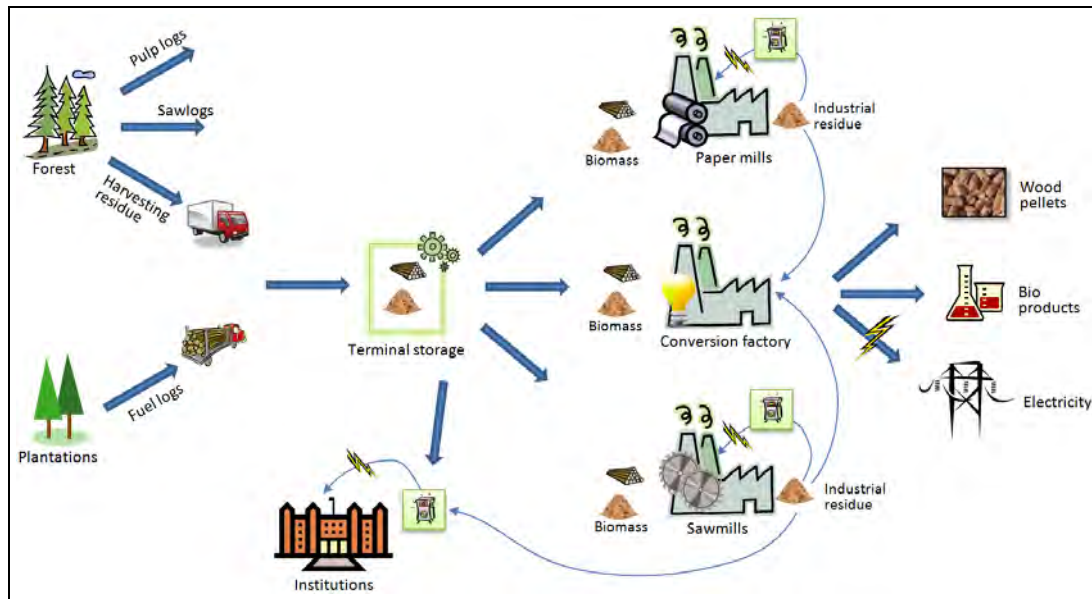 Pulp logs
Sawlogs
Forest
Harvesting
residue
Terminal storage
Fuel logs
Plantations
Institutions
Biomass
Paper mills
Industrial
residue
Biomass
Conversion factory
Biomass
Sawmills
Industrial
residue
Wood
pellets
Bio
products
Electricity